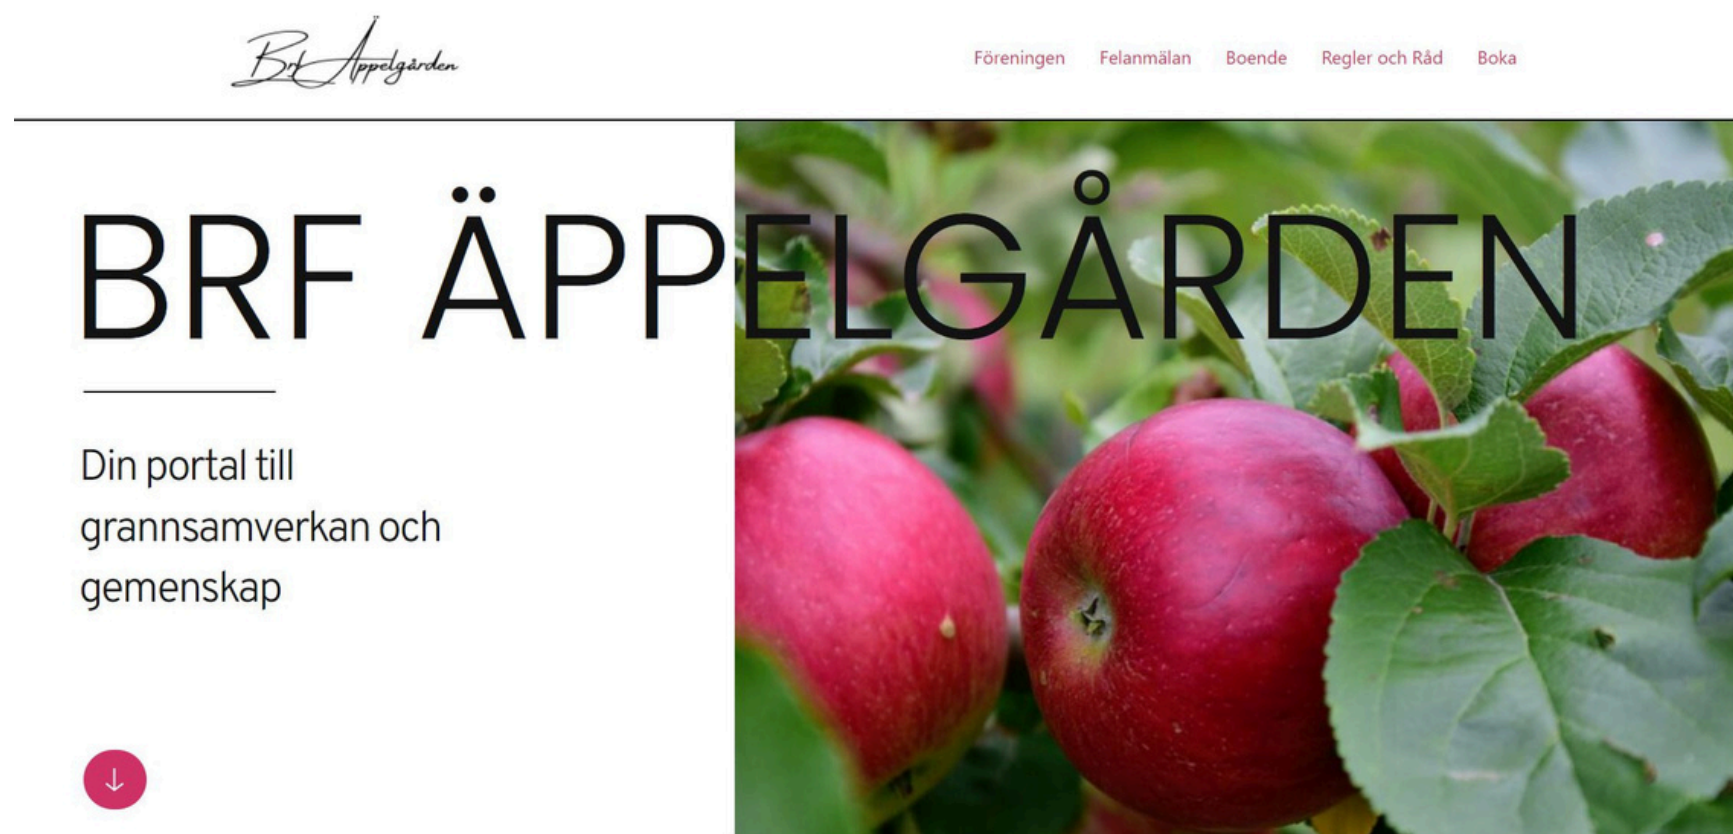 Brf Äppelgården
Föreningen Felanmälan Boende Regler och Råd Boka
BRF ÄPPELGÅRDEN
Din portal till
grannsamverkan och
gemenskap